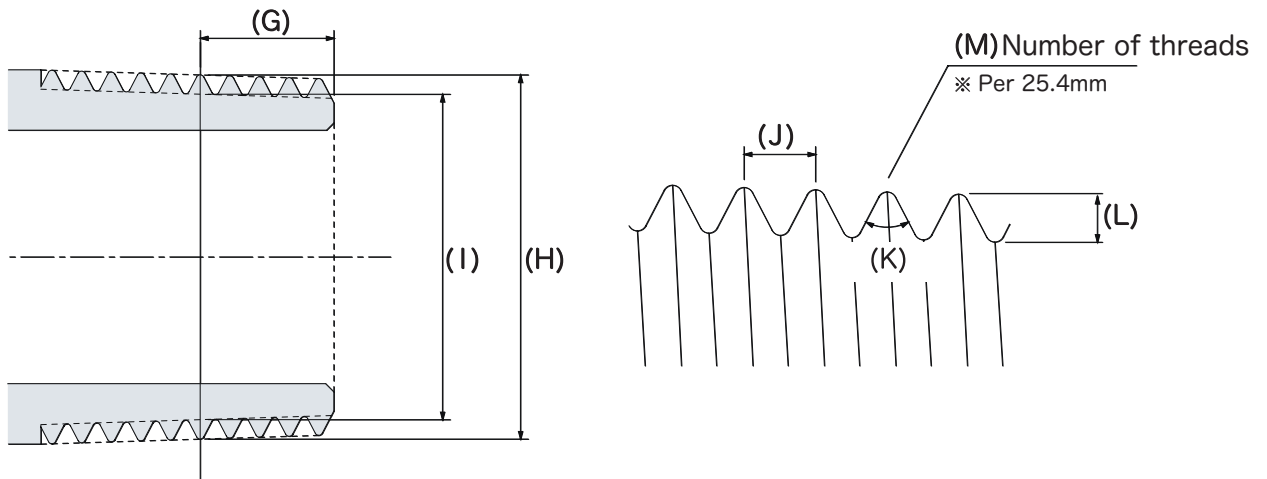 (G)
(M) Number of threads
※ Per 25.4mm
(J)
(L)
(I)
(H)
(K)